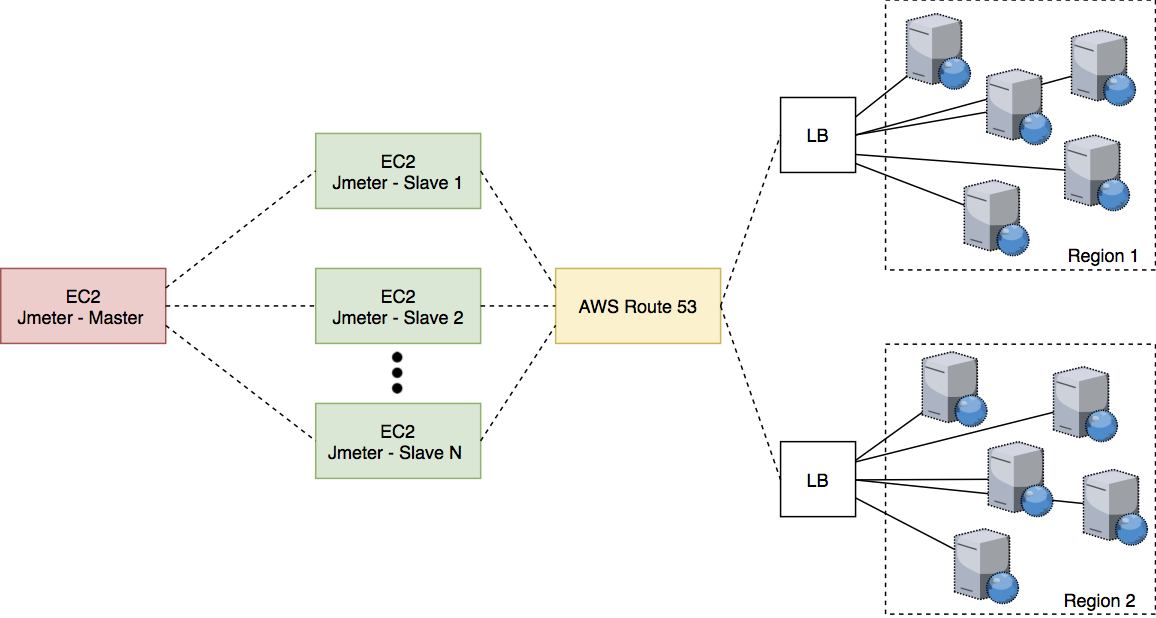 EC2
Jmeter - Slave 1
EC2
Jmeter - Master
EC2
Jmeter - Slave 2
EC2
Jmeter - Slave N
AWS Route 53
LB
Region 1
LB
Region 2